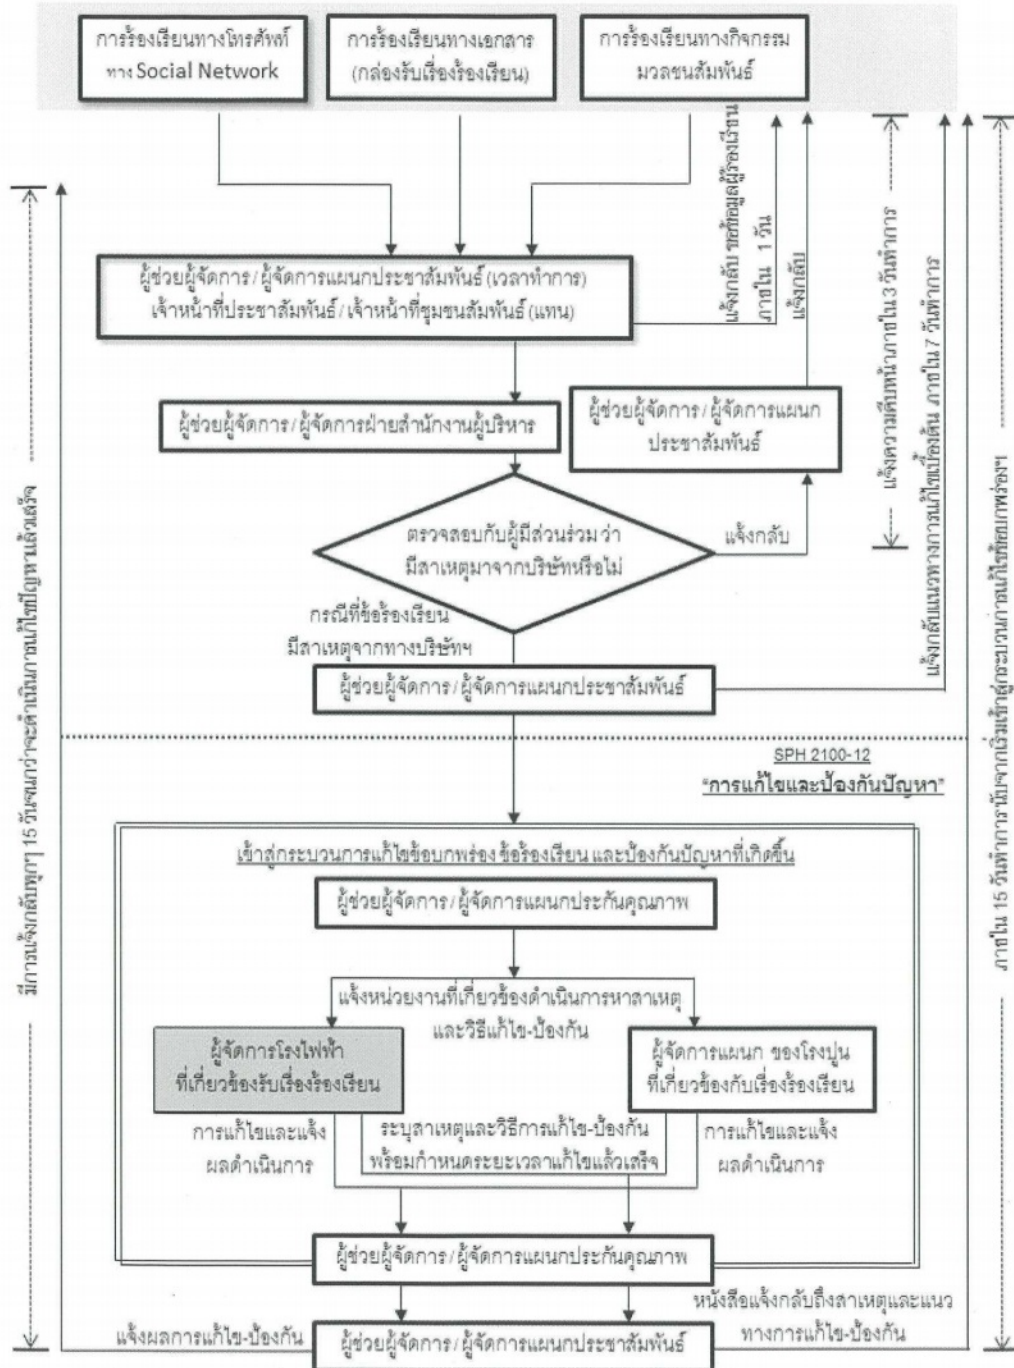 การร้องเรียนทางโทรศัพท์
ทาง Social Network
การร้องเรียนทางเอกสาร
(กล่องรับเรื่องร้องเรียน)
การร้องเรียนทางกิจกรรม
มวลชนสัมพันธ์
แจ้งกลับ ขอข้อมูลผู้ร้องเรียน
ภายใน 1 วัน
แจ้งกลับ
แจ้งความคืบหน้าภายใน 3 วันทำการ
แจ้งกลับแนวทางการแก้ไขเบื้องต้น ภายใน 7 วันทำการ
ภายใน 15 วันทำการ นับจากเริ่มเข้าสู่กระบวนการแก้ไขข้อบกพร่องฯ
มีการแจ้งกลับทุกๆ 15 วันจนกว่าจะดำเนินการแก้ไขปัญหาแล้วเสร็จ
ผู้ช่วยผู้จัดการ / ผู้จัดการแผนกประชาสัมพันธ์ (เวลาทำการ)
เจ้าหน้าที่ประชาสัมพันธ์ / เจ้าหน้าที่ชุมชนสัมพันธ์ (แทน)
ผู้ช่วยผู้จัดการ / ผู้จัดการฝ่ายสำนักงานผู้บริหาร
ผู้ช่วยผู้จัดการ / ผู้จัดการแผนก
ประชาสัมพันธ์
ตรวจสอบกับผู้มีส่วนร่วม ว่า
มีสาเหตุมาจากบริษัทหรือไม่
แจ้งกลับ
กรณีที่ข้อร้องเรียน
มีสาเหตุจากทางบริษัทฯ
ผู้ช่วยผู้จัดการ / ผู้จัดการแผนกประชาสัมพันธ์
SPH 2100-12
"การแก้ไขและป้องกันปัญหา"
เข้าสู่กระบวนการแก้ไขข้อบกพร่อง ข้อร้องเรียน และป้องกันปัญหาที่เกิดขึ้น
ผู้ช่วยผู้จัดการ / ผู้จัดการแผนกประกันคุณภาพ
แจ้งหน่วยงานที่เกี่ยวข้องดำเนินการหาสาเหตุ
และวิธีแก้ไข-ป้องกัน
ผู้จัดการโรงไฟฟ้า
ที่เกี่ยวข้องรับเรื่องร้องเรียน
ผู้จัดการแผนก ของโรงปูน
ที่เกี่ยวข้องกับเรื่องร้องเรียน
การแก้ไขและแจ้ง
ผลดำเนินการ
ระบุสาเหตุและวิธีการแก้ไข-ป้องกัน
พร้อมกำหนดระยะเวลาแก้ไขแล้วเสร็จ
การแก้ไขและแจ้ง
ผลดำเนินการ
ผู้ช่วยผู้จัดการ / ผู้จัดการแผนกประกันคุณภาพ
แจ้งผลการแก้ไข-ป้องกัน
หนังสือแจ้งกลับถึงสาเหตุและแนว
ทางการแก้ไข-ป้องกัน
ผู้ช่วยผู้จัดการ / ผู้จัดการแผนกประชาสัมพันธ์